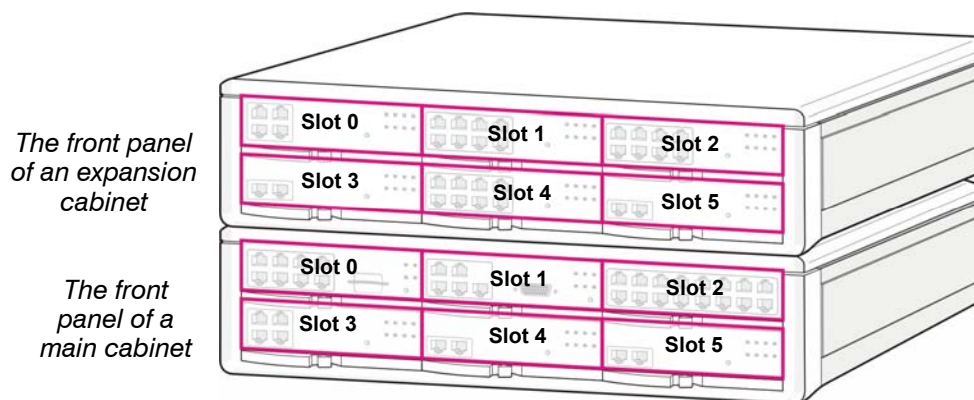 The front panel
of an expansion
cabinet
Slot 0
Slot 1
Slot 2
Slot 3
Slot 4
Slot 5
The front
panel of a
main cabinet
Slot 0
Slot 1
Slot 2
Slot 3
Slot 4
Slot 5